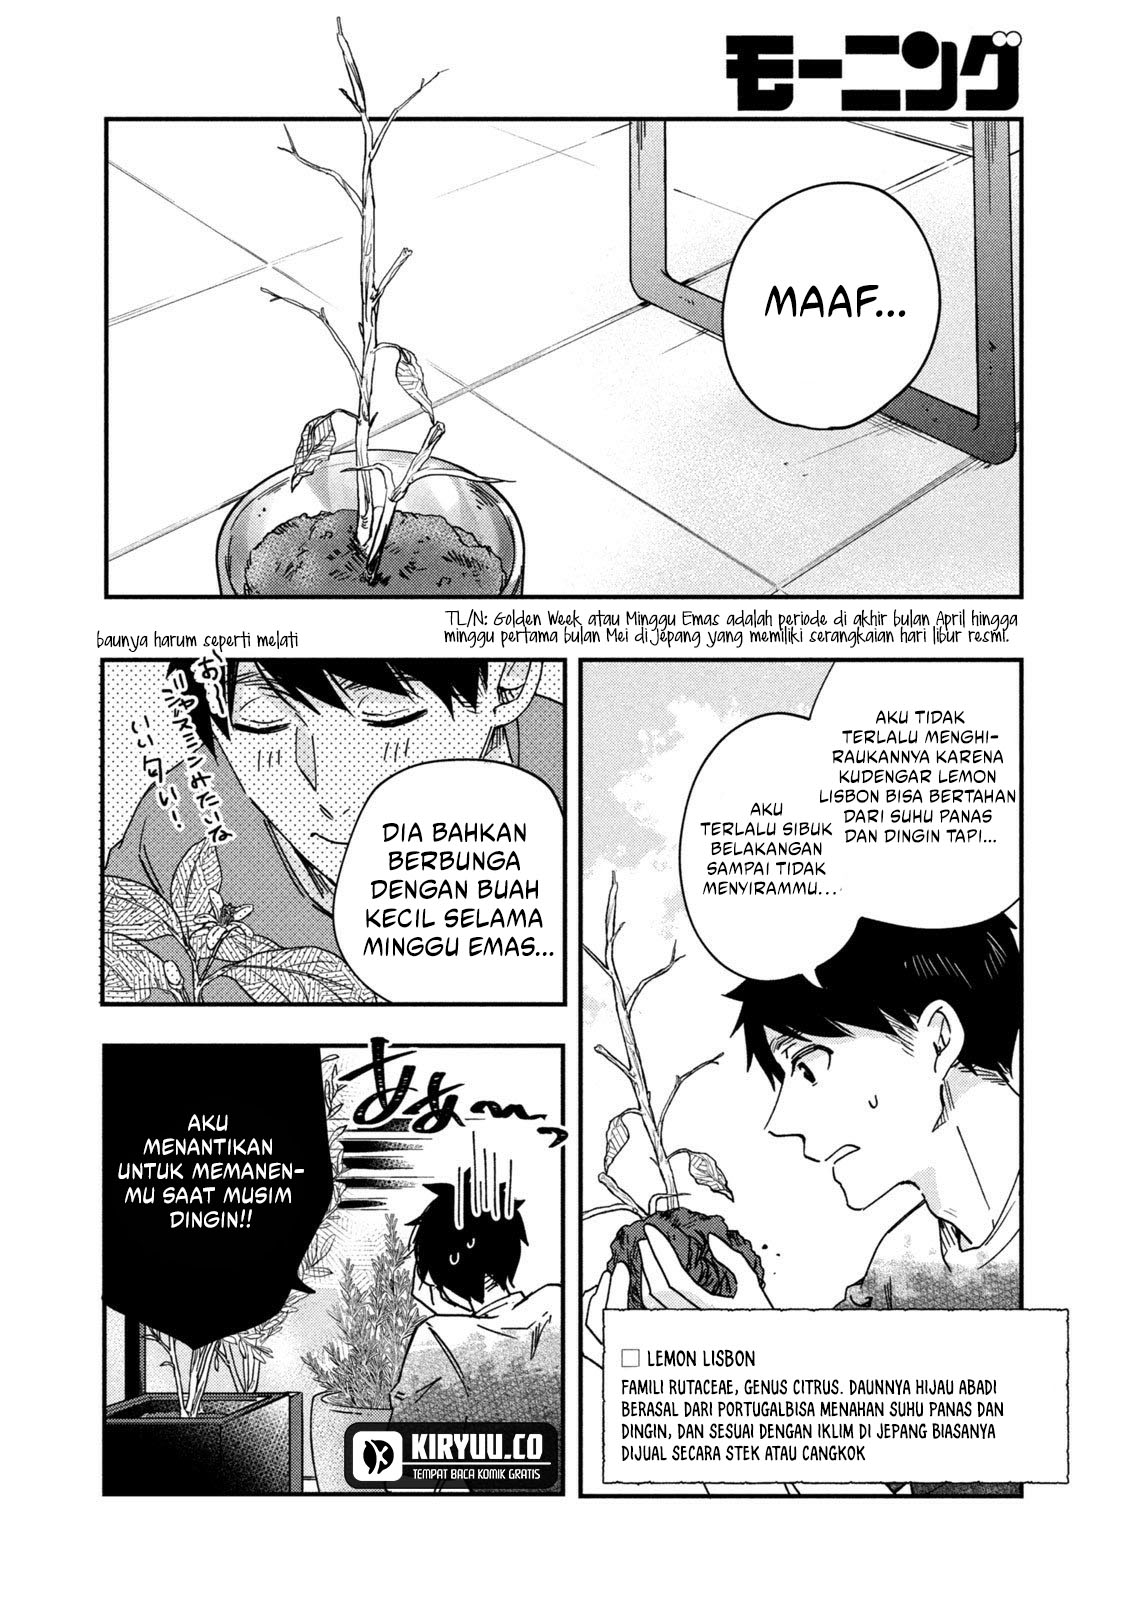 モーニング
MAAF...
TL/N: Golden Week atau Minggu Emas adalah periode di akhir bulan April hingga
minggu pertama bulan Mei di Jepang yang memiliki serangkaian hari libur resmi.
AKU TIDAK
TERLALU MENGHI-
RAUKANNYA KARENA
KUDENGAR LEMON
LISBON BISA BERTAHAN
DARI SUHU PANAS
DAN DINGIN TAPI...
AKU
TERLALU SIBUK
BELAKANGAN
SAMPAI TIDAK
MENYIRAMMU...
□ LEMON LISBON
FAMILI RUTACEAE, GENUS CITRUS. DAUNNYA HIJAU ABADI
BERASAL DARI PORTUGALBISA MENAHAN SUHU PANAS DAN
DINGIN, DAN SESUAI DENGAN IKLIM DI JEPANG BIASANYA
DIJUAL SECARA STEK ATAU CANGKOK
baunya harum seperti melati
お〜
ジャスミンみたいな
いい匂い！
DIA BAHKAN
BERBUNGA
DENGAN BUAH
KECIL SELAMA
MINGGU EMAS...
ああ〜〜っ
AKU
MENANTIKAN
UNTUK MEMANEN-
MU SAAT MUSIM
DINGIN!!
KIRYUU.CO
TEMPAT BACA KOMIK GRATIS